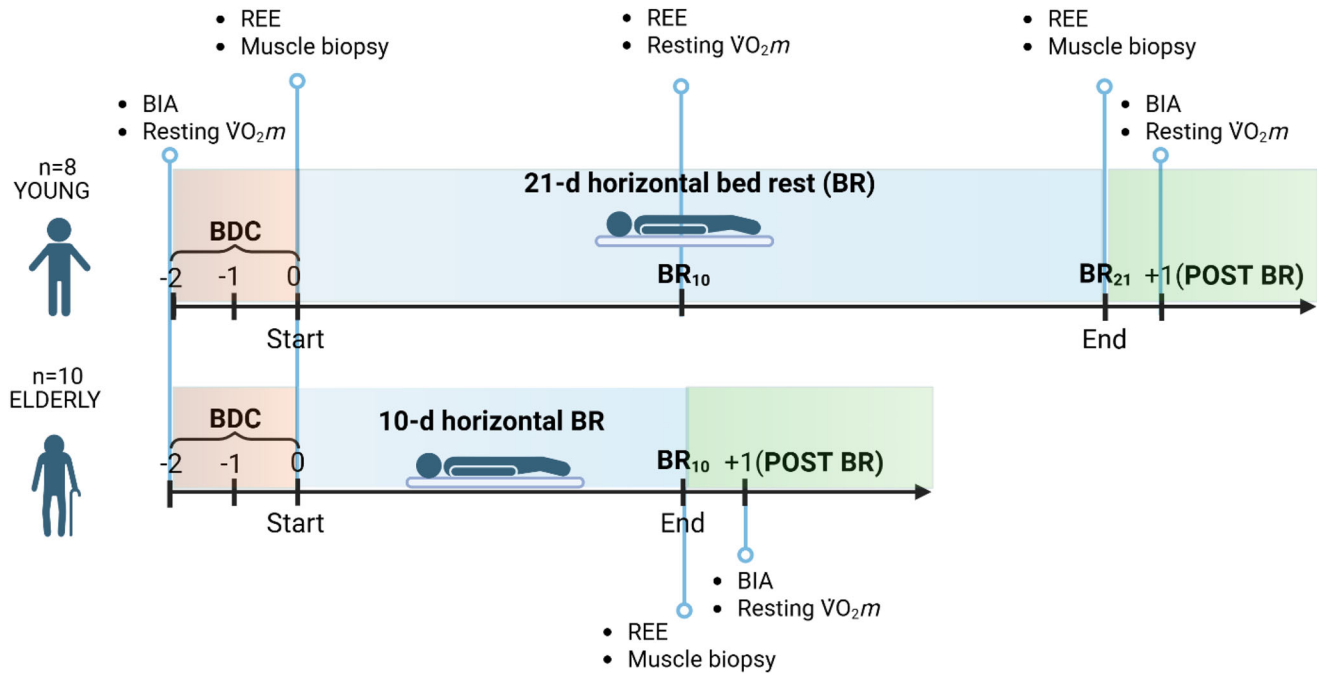 • REE
• Muscle biopsy
• REE
• Resting V̇O₂m
• REE
• Muscle biopsy
• BIA
• Resting V̇O₂m
• BIA
• Resting V̇O₂m
n=8
YOUNG
21-d horizontal bed rest (BR)
BDC
-2 -1 0 BR₁₀ BR₂₁ +1(POST BR)
Start End
n=10
ELDERLY
BDC
10-d horizontal BR
-2 -1 0 BR₁₀ +1(POST BR)
Start End
• BIA
• Resting V̇O₂m
• REE
• Muscle biopsy